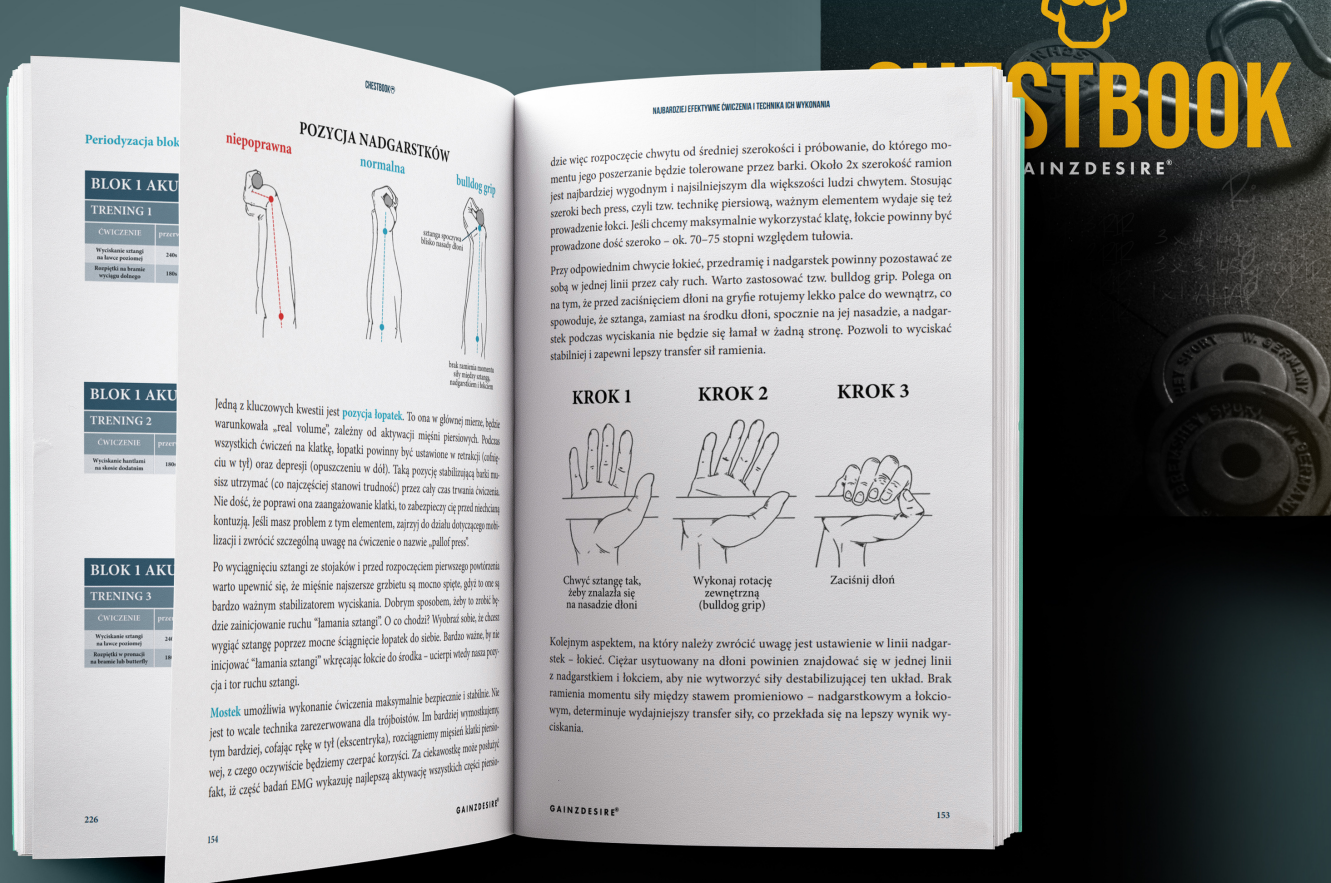 Periodyzacja blok
BLOK 1 AKU
TRENING 1
ĆWICZENIE
Wyciskanie sztangi
na ławce poziomej
240s
Rozpiętki na bramie
wyciągu dolnego
180s
BLOK 1 AKU
TRENING 2
ĆWICZENIE
Wyciskanie hantlami
na skosie dodatnim
BLOK 1 AKU
TRENING 3
ĆWICZENIE
Wyciskanie sztangi
na ławce poziomej
Rozpiętki w pronacji
na bramie lub butterfly
226
CHESTBOOK
POZYCJA NADGARSTKÓW
niepoprawna
normalna
bulldog grip
sztanga spoczywa
blisko nasady dłoni
brak ramienia momentu
siły między sztangą,
nadgarstkiem i łokciem
Jedną z kluczowych kwestii jest pozycja łopatek. To ona w głównej mierze, będzie
warunkowała „real volume”, zależny od aktywacji mięśni piersiowych. Podczas
wszystkich ćwiczeń na klatkę, łopatki powinny być ustawione w retrakcji (cofnię-
ciu w tył) oraz depresji (opuszczeniu w dół). Taką pozycję stabilizującą barki mu-
sisz utrzymać (co najczęściej stanowi trudność) przez cały czas trwania ćwiczenia.
Nie dość, że poprawi ona zaangażowanie klatki, to zabezpieczy cię przed niechcianą
kontuzją. Jeśli masz problem z tym elementem, zajrzyj do działu dotyczącego mobi-
lizacji i zwrócić szczególną uwagę na ćwiczenie o nazwie „pallof press”.
Po wyciągnięciu sztangi ze stojaków i przed rozpoczęciem pierwszego powtórzenia
warto upewnić się, że mięśnie najszersze grzbietu są mocno spięte, gdyż to one są
bardzo ważnym stabilizatorem wyciskania. Dobrym sposobem, żeby to zrobić bę-
dzie zainicjowanie ruchu “łamania sztangi”. O co chodzi? Wyobraź sobie, że chcesz
wygiąć sztangę poprzez mocne ściągnięcie łopatek do siebie. Bardzo ważne, by nie
inicjować “łamania sztangi” wkręcając łokcie do środka – ucierpi wtedy nasza pozy-
cja i tor ruchu sztangi.
Mostek umożliwia wykonanie ćwiczenia maksymalnie bezpiecznie i stabilnie. Nie
jest to wcale technika zarezerwowana dla trójboistów. Im bardziej wymostkujemy,
tym bardziej, cofając rękę w tył (ekscentryka), rozciągniemy mięsień klatki piersio-
wej, z czego oczywiście będziemy czerpać korzyści. Za ciekawostkę może posłużyć
fakt, iż część badań EMG wykazuję najlepszą aktywację wszystkich części piersio-
GAINZDESIRE®
154
NAJBARDZIEJ EFEKTYWNE ĆWICZENIA I TECHNIKA ICH WYKONANIA
dzie więc rozpoczęcie chwytu od średniej szerokości i próbowanie, do którego mo-
mentu jego poszerzanie będzie tolerowane przez barki. Około 2x szerokość ramion
jest najbardziej wygodnym i najsilniejszym dla większości ludzi chwytem. Stosując
szeroki bech press, czyli tzw. technikę piersiową, ważnym elementem wydaje się też
prowadzenie łokci. Jeśli chcemy maksymalnie wykorzystać klatę, łokcie powinny być
prowadzone dość szeroko – ok. 70–75 stopni względem tułowia.
Przy odpowiednim chwycie łokieć, przedramię i nadgarstek powinny pozostawać ze
sobą w jednej linii przez cały ruch. Warto zastosować tzw. bulldog grip. Polega on
na tym, że przed zaciśnięciem dłoni na gryfie rotujemy lekko palce do wewnątrz, co
spowoduje, że sztanga, zamiast na środku dłoni, spocznie na jej nasadzie, a nadgar-
stek podczas wyciskania nie będzie się łamał w żadną stronę. Pozwoli to wyciskać
stabilniej i zapewni lepszy transfer sił ramienia.
KROK 1
KROK 2
KROK 3
Chwyć sztangę tak,
żeby znalazła się
na nasadzie dłoni
Wykonaj rotację
zewnętrzną
(bulldog grip)
Zaciśnij dłoń
Kolejnym aspektem, na który należy zwrócić uwagę jest ustawienie w linii nadgar-
stek – łokieć. Ciężar usytuowany na dłoni powinien znajdować się w jednej linii
z nadgarstkiem i łokciem, aby nie wytworzyć siły destabilizującej ten układ. Brak
ramienia momentu siły między stawem promieniowo – nadgarstkowym a łokcio-
wym, determinuje wydajniejszy transfer siły, co przekłada się na lepszy wynik wy-
ciskania.
GAINZDESIRE®
153
CHESTBOOK
GAINZDESIRE®
W. GERMANY
SPORT
W. GERMANY
SPORT